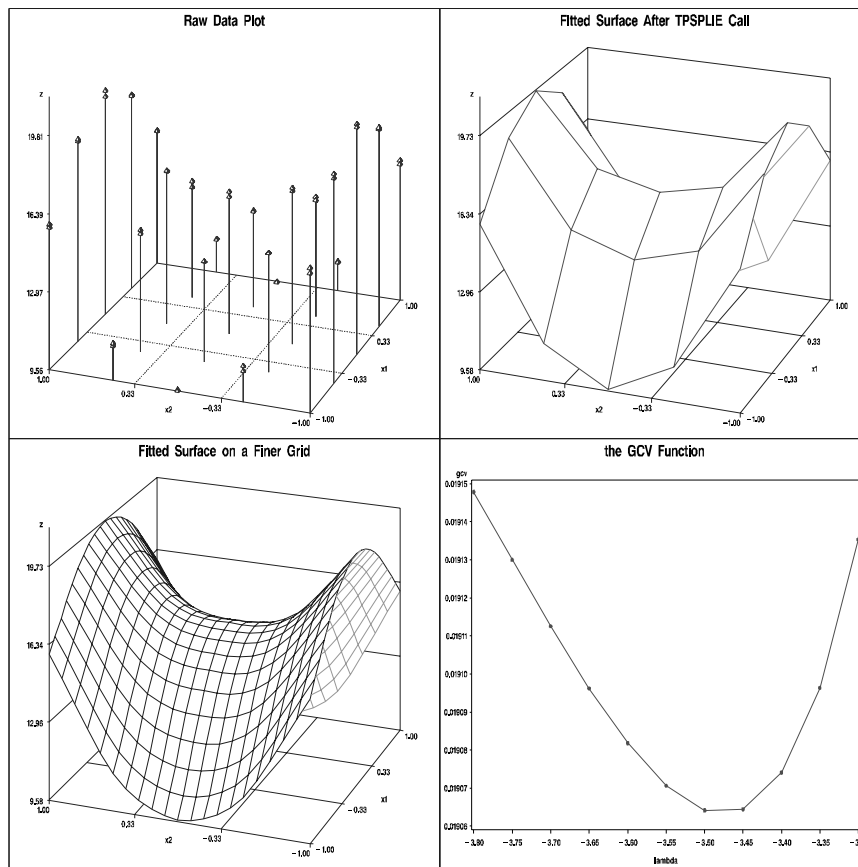 Raw Data Plot
z
19.81
16.39
12.97
9.56
1.00
0.33
x2
-0.33
-1.00
-1.00
-0.33
x1
0.33
1.00
Fitted Surface After TPSPLIE Call
z
19.73
16.34
12.96
9.58
1.00
0.33
x2
-0.33
-1.00
-1.00
-0.33
x1
0.33
1.00
Fitted Surface on a Finer Grid
z
19.73
16.34
12.96
9.58
1.00
0.33
x2
-0.33
-1.00
-1.00
-0.33
x1
0.33
1.00
the GCV Function
gcv
0.01915
0.01914
0.01913
0.01912
0.01911
0.01910
0.01909
0.01908
0.01907
0.01906
-3.80 -3.75 -3.70 -3.65 -3.60 -3.55 -3.50 -3.45 -3.40 -3.35
lambda